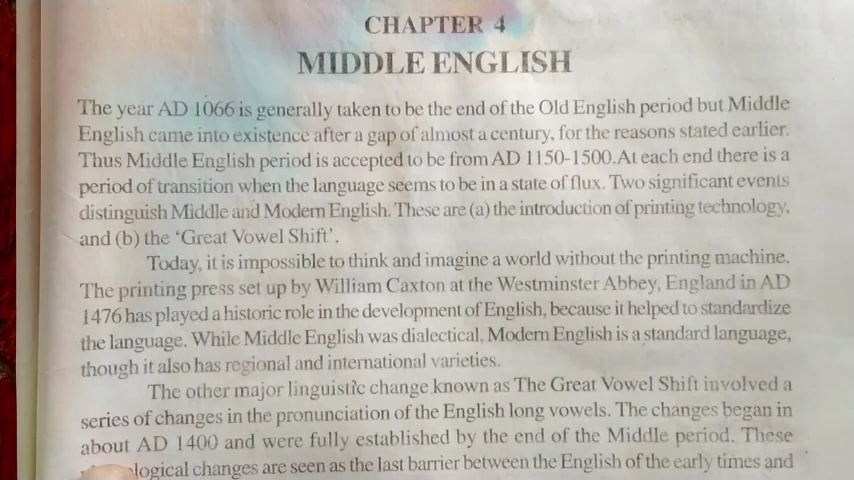 CHAPTER 4
MIDDLE ENGLISH
The year AD 1066 is generally taken to be the end of the Old English period but Middle
English came into existence after a gap of almost a century, for the reasons stated earlier.
Thus Middle English period is accepted to be from AD 1150-1500.At each end there is a
period of transition when the language seems to be in a state of flux. Two significant events
distinguish Middle and Modern English. These are (a) the introduction of printing technology,
and (b) the ‘Great Vowel Shift’.
Today, it is impossible to think and imagine a world without the printing machine.
The printing press set up by William Caxton at the Westminster Abbey, England in AD
1476 has played a historic role in the development of English, because it helped to standardize
the language. While Middle English was dialectical, Modern English is a standard language,
though it also has regional and international varieties.
The other major linguistic change known as The Great Vowel Shift involved a
series of changes in the pronunciation of the English long vowels. The changes began in
about AD 1400 and were fully established by the end of the Middle period. These
changes are seen as the last barrier between the English of the early times and